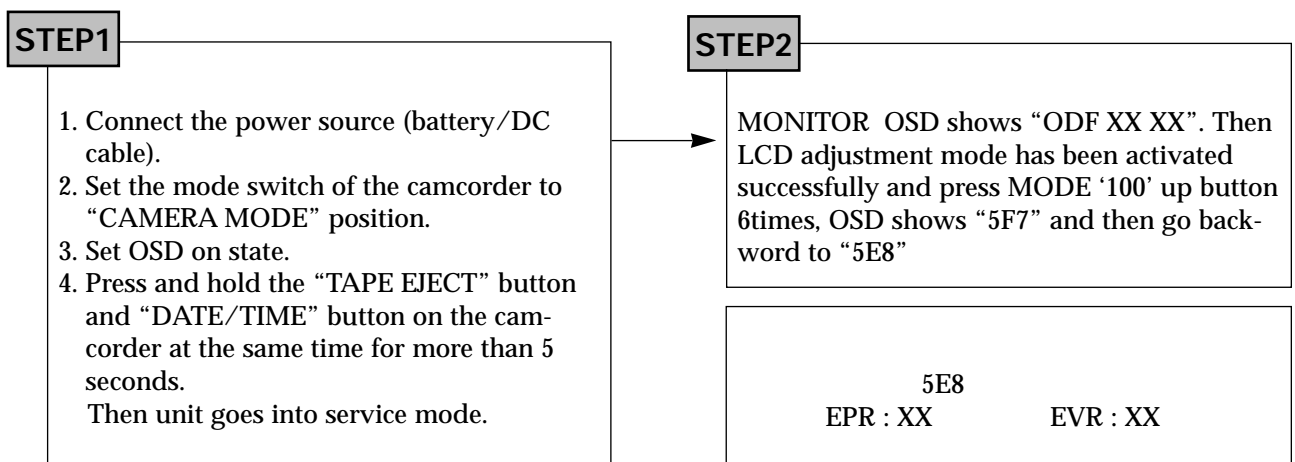 STEP1
1. Connect the power source (battery/DC
cable).
2. Set the mode switch of the camcorder to
“CAMERA MODE” position.
3. Set OSD on state.
4. Press and hold the “TAPE EJECT” button
and “DATE/TIME” button on the cam-
corder at the same time for more than 5
seconds.
Then unit goes into service mode.
STEP2
MONITOR OSD shows “ODF XX XX”. Then
LCD adjustment mode has been activated
successfully and press MODE ‘100’ up button
6times, OSD shows “5F7” and then go back-
word to “5E8”
5E8
EPR : XX EVR : XX